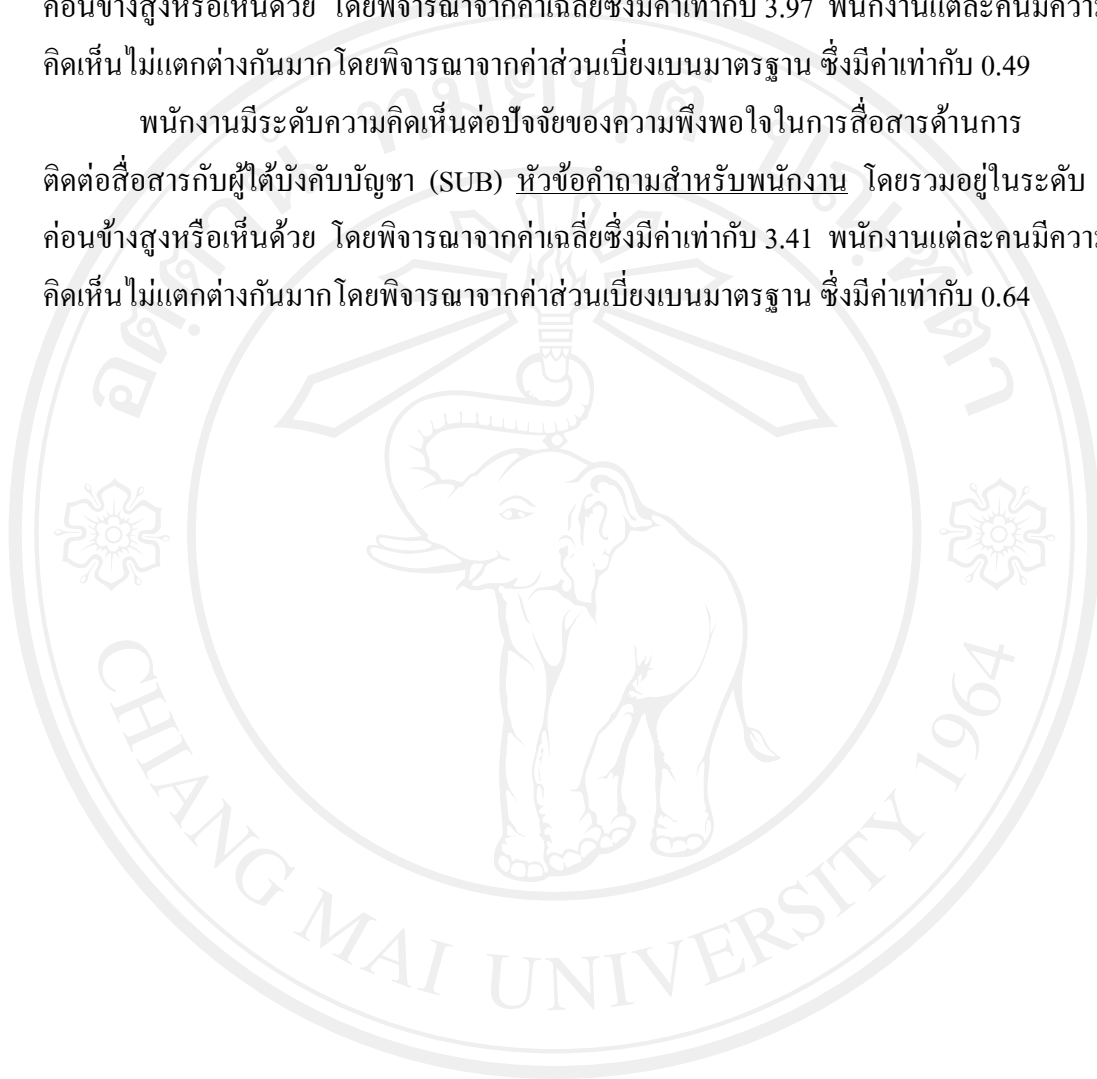 ค่อนข้างสูงหรือเห็นด้วย โดยพิจารณาจากค่าเฉลี่ยซึ่งมีค่าเท่ากับ 3.97 พนักงานแต่ละคนมีความ
คิดเห็นไม่แตกต่างกันมากโดยพิจารณาจากค่าส่วนเบี่ยงเบนมาตรฐาน ซึ่งมีค่าเท่ากับ 0.49
พนักงานมีระดับความคิดเห็นต่อปัจจัยของความพึงพอใจในการสื่อสารด้านการ
ติดต่อสื่อสารกับผู้ใต้บังคับบัญชา (SUB) หัวข้อคำถามสำหรับพนักงาน โดยรวมอยู่ในระดับ
ค่อนข้างสูงหรือเห็นด้วย โดยพิจารณาจากค่าเฉลี่ยซึ่งมีค่าเท่ากับ 3.41 พนักงานแต่ละคนมีความ
คิดเห็นไม่แตกต่างกันมากโดยพิจารณาจากค่าส่วนเบี่ยงเบนมาตรฐาน ซึ่งมีค่าเท่ากับ 0.64
อตฺตานํ ทมยนฺติ ปณฺฑิตา
CHIANG MAI UNIVERSITY 1964